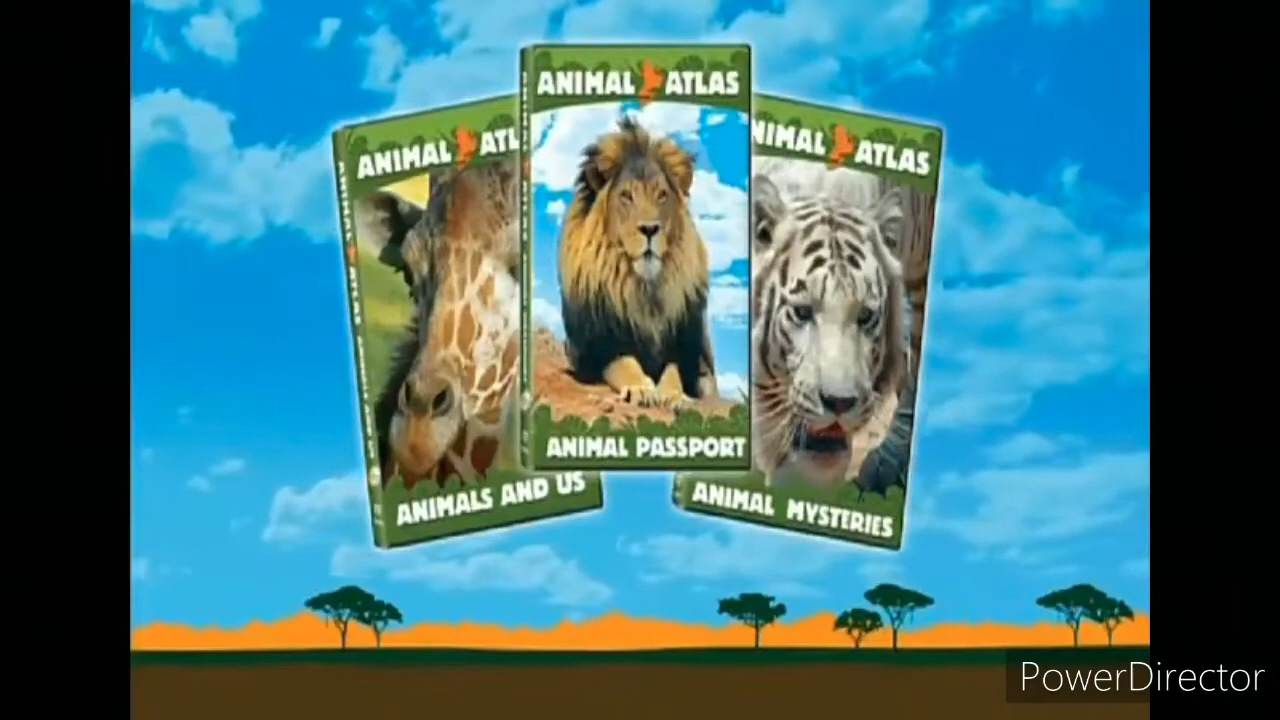 ANIMAL ATLAS
ANIMALS AND US
ANIMAL ATLAS
ANIMAL PASSPORT
ANIMAL ATLAS
ANIMAL MYSTERIES
PowerDirector